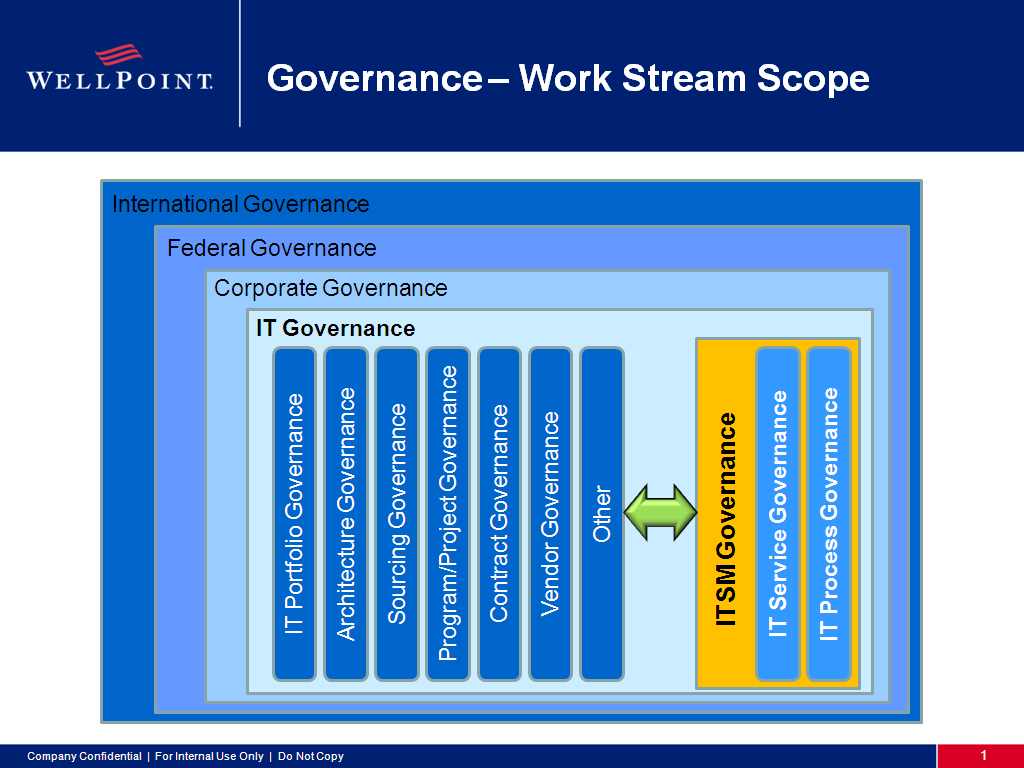 WELLPOINT.
Governance – Work Stream Scope
International Governance
Federal Governance
Corporate Governance
IT Governance
IT Portfolio Governance
Architecture Governance
Sourcing Governance
Program/Project Governance
Contract Governance
Vendor Governance
Other
ITSM Governance
IT Service Governance
IT Process Governance
Company Confidential | For Internal Use Only | Do Not Copy
1